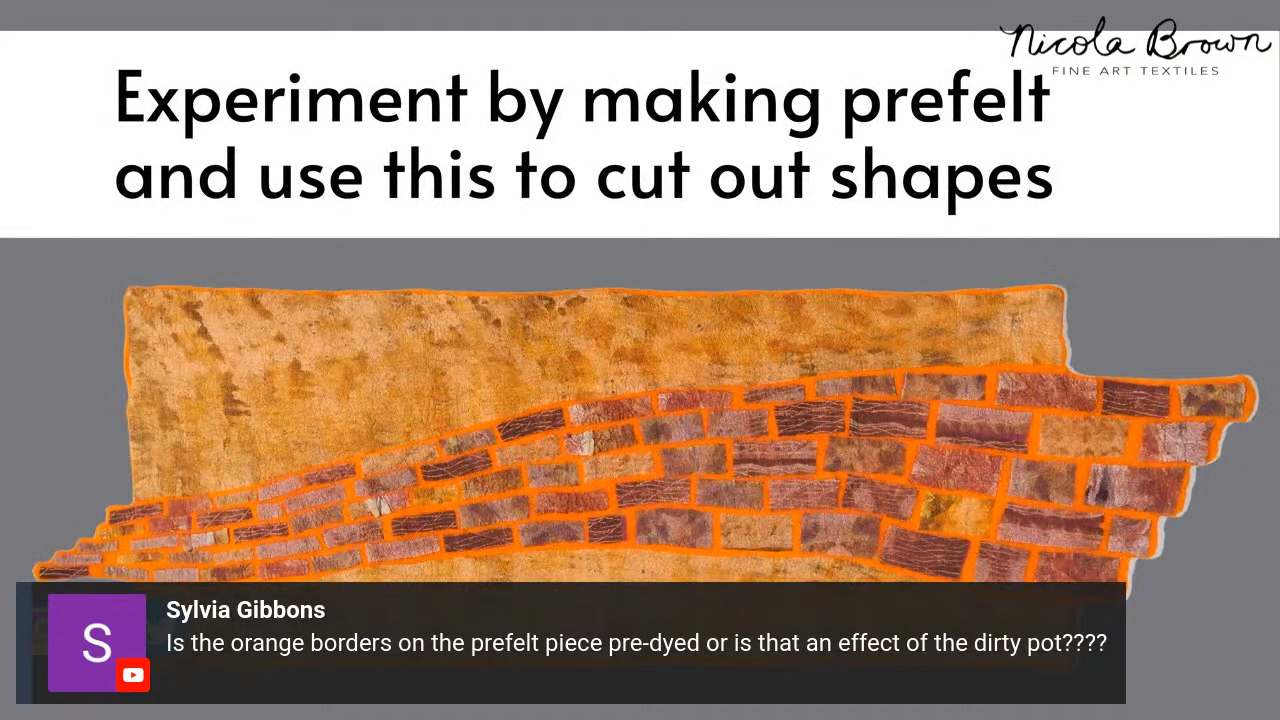 Nicola Brown
FINE ART TEXTILES
Experiment by making prefelt
and use this to cut out shapes
S
Sylvia Gibbons
Is the orange borders on the prefelt piece pre-dyed or is that an effect of the dirty pot????